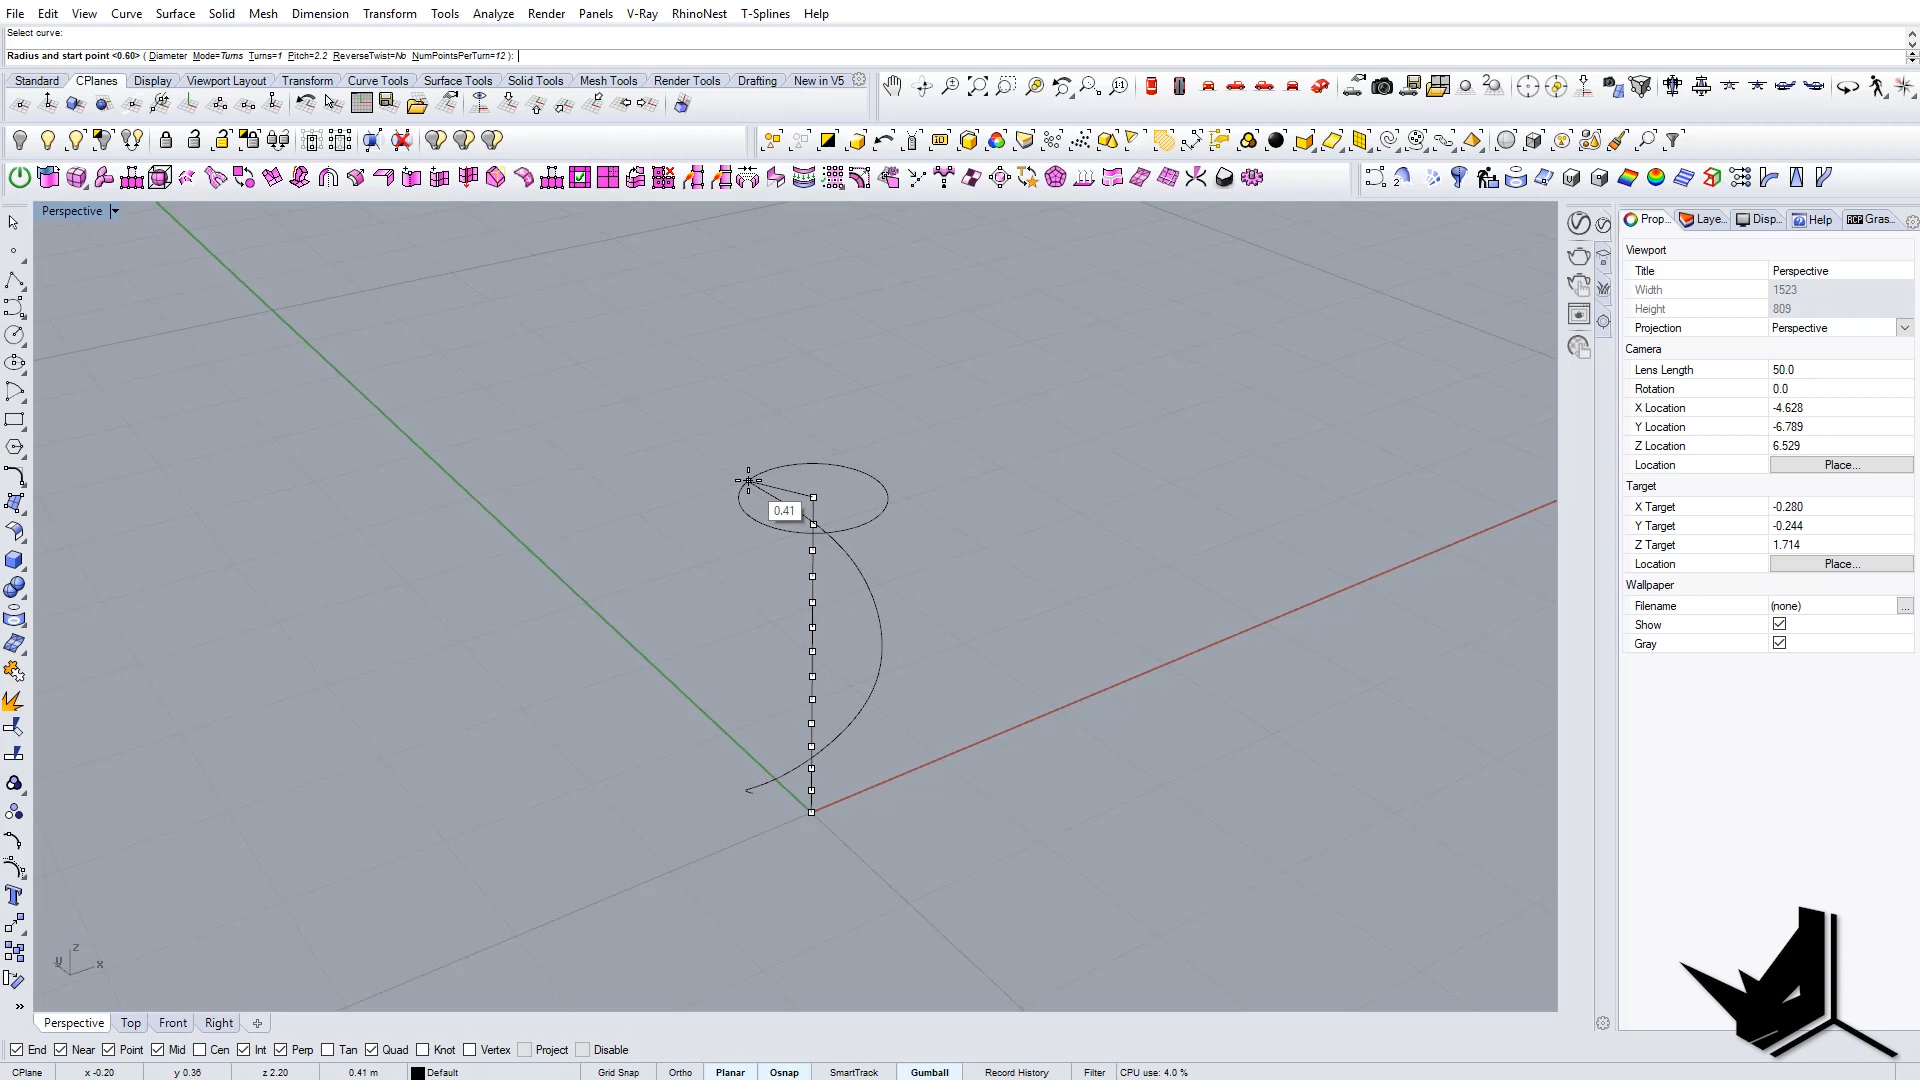 File Edit View Curve Surface Solid Mesh Dimension Transform Tools Analyze Render Panels V-Ray RhinoNest T-Splines Help
Select curve:
Radius and start point <0.60> ( Diameter Mode=Turns Turns=1 Pitch=2.2 ReverseTwist=No NumPointsPerTurn=12 ):
Standard CPlanes Display Viewport Layout Transform Curve Tools Surface Tools Solid Tools Mesh Tools Render Tools Drafting New in V5
Perspective
Prop... Laye... Disp... Help Gras...
Viewport
Title Perspective
Width 1523
Height 809
Projection Perspective
Camera
Lens Length 50.0
Rotation 0.0
X Location -4.628
Y Location -6.789
Z Location 6.529
Location Place...
Target
X Target -0.280
Y Target -0.244
Z Target 1.714
Location Place...
Wallpaper
Filename (none) ...
Show
Gray
0.41
z
y x
Perspective Top Front Right
End Near Point Mid Cen Int Perp Tan Quad Knot Vertex Project Disable
CPlane x -0.20 y 0.36 z 2.20 0.41 m Default Grid Snap Ortho Planar Osnap SmartTrack Gumball Record History Filter CPU use: 4.0 %